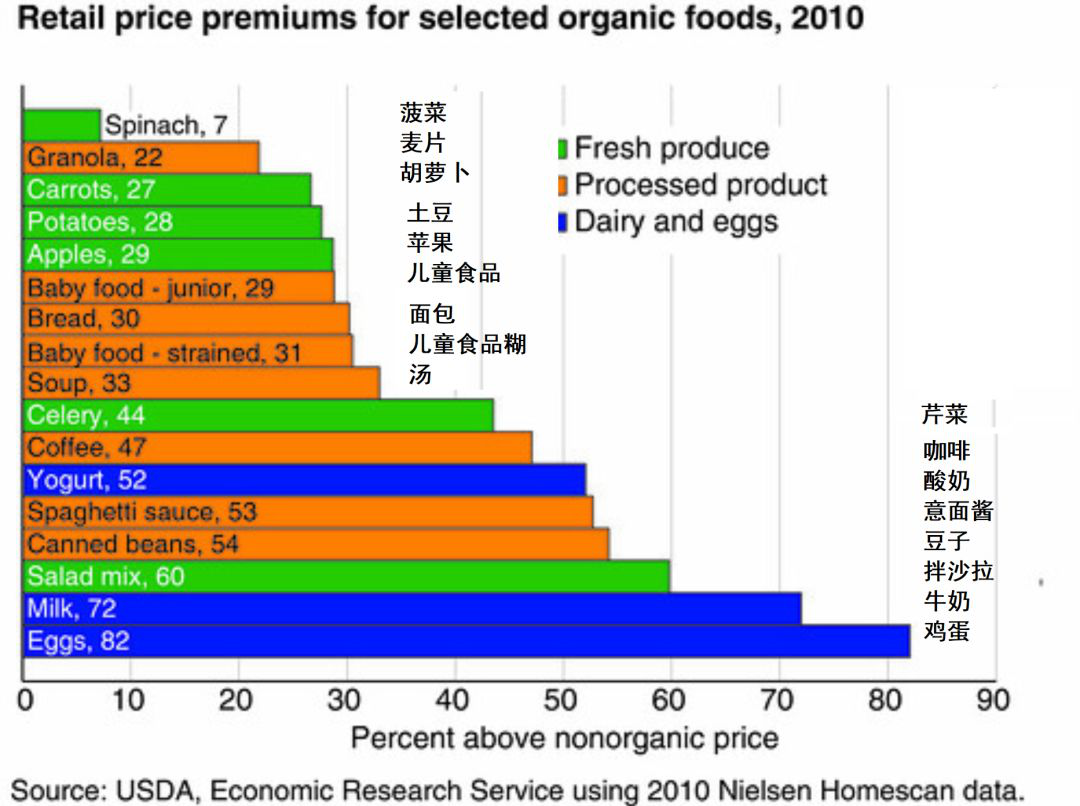 Retail price premiums for selected organic foods, 2010
Spinach, 7
Granola, 22
Carrots, 27
Potatoes, 28
Apples, 29
Baby food - junior, 29
Bread, 30
Baby food - strained, 31
Soup, 33
Celery, 44
Coffee, 47
Yogurt, 52
Spaghetti sauce, 53
Canned beans, 54
Salad mix, 60
Milk, 72
Eggs, 82
菠菜
麦片
胡萝卜
土豆
苹果
儿童食品
面包
儿童食品糊
汤
Fresh produce
Processed product
Dairy and eggs
芹菜
咖啡
酸奶
意面酱
豆子
拌沙拉
牛奶
鸡蛋
0 10 20 30 40 50 60 70 80 90
Percent above nonorganic price
Source: USDA, Economic Research Service using 2010 Nielsen Homescan data.